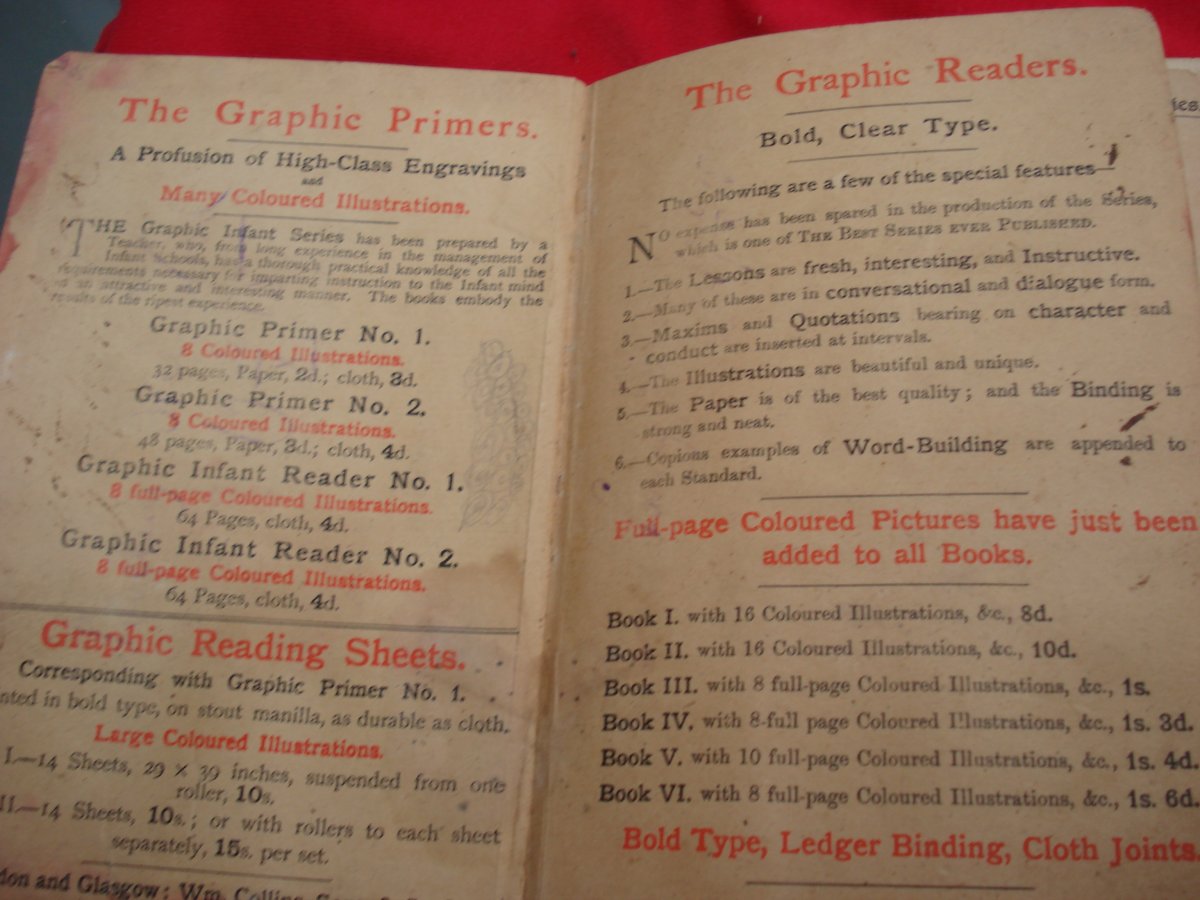 The Graphic Primers.
A Profusion of High-Class Engravings
and
Many Coloured Illustrations.
THE Graphic Infant Series has been prepared by a
Teacher, who, from long experience in the management of
Infant Schools, has a thorough practical knowledge of all the
requirements necessary for imparting instruction to the Infant mind
in an attractive and interesting manner. The books embody the
results of the ripest experience.
Graphic Primer No. 1.
8 Coloured Illustrations.
32 pages, Paper, 2d.; cloth, 3d.
Graphic Primer No. 2.
8 Coloured Illustrations.
48 pages, Paper, 3d.; cloth, 4d.
Graphic Infant Reader No. 1.
8 full-page Coloured Illustrations.
64 Pages, cloth, 4d.
Graphic Infant Reader No. 2.
8 full-page Coloured Illustrations.
64 Pages, cloth, 4d.
Graphic Reading Sheets.
Corresponding with Graphic Primer No. 1.
nted in bold type, on stout manilla, as durable as cloth.
Large Coloured Illustrations.
I.—14 Sheets, 29 × 39 inches, suspended from one
roller, 10s.
II.—14 Sheets, 10s.; or with rollers to each sheet
separately, 15s. per set.
don and Glasgow: Wm. Collins
The Graphic Readers.
Bold, Clear Type.
The following are a few of the special features—
NO expense has been spared in the production of the Series,
which is one of THE BEST SERIES EVER PUBLISHED.
1.—The Lessons are fresh, interesting, and Instructive.
2.—Many of these are in conversational and dialogue form.
3.—Maxims and Quotations bearing on character and
conduct are inserted at intervals.
4.—The Illustrations are beautiful and unique.
5.—The Paper is of the best quality; and the Binding is
strong and neat.
6.—Copious examples of Word-Building are appended to
each Standard.
Full-page Coloured Pictures have just been
added to all Books.
Book I. with 16 Coloured Illustrations, &c., 8d.
Book II. with 16 Coloured Illustrations, &c., 10d.
Book III. with 8 full-page Coloured Illustrations, &c., 1s.
Book IV. with 8-full page Coloured Illustrations, &c., 1s. 3d.
Book V. with 10 full-page Coloured Illustrations, &c., 1s. 4d.
Book VI. with 8 full-page Coloured Illustrations, &c., 1s. 6d.
Bold Type, Ledger Binding, Cloth Joints.
ies.